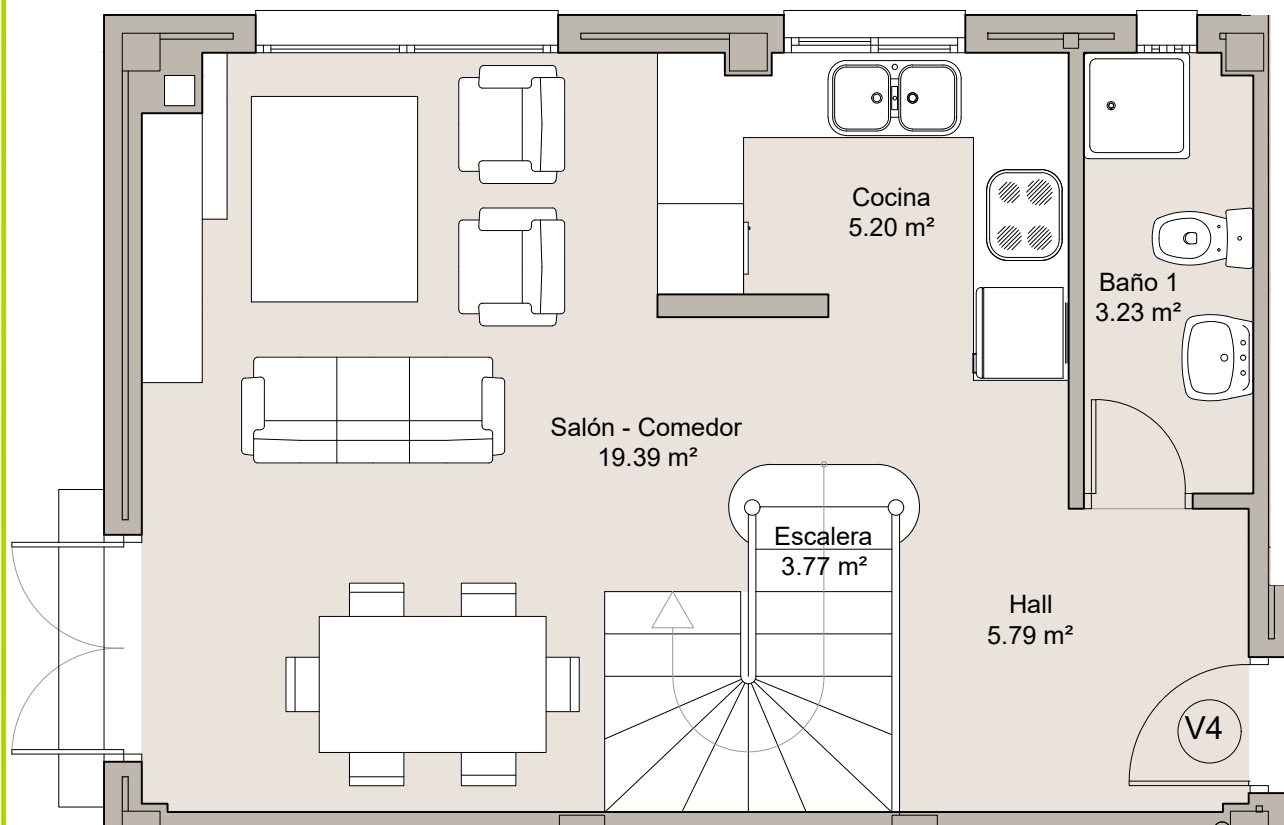 Cocina
5.20 m²
Baño 1
3.23 m²
Salón - Comedor
19.39 m²
Escalera
3.77 m²
Hall
5.79 m²
V4